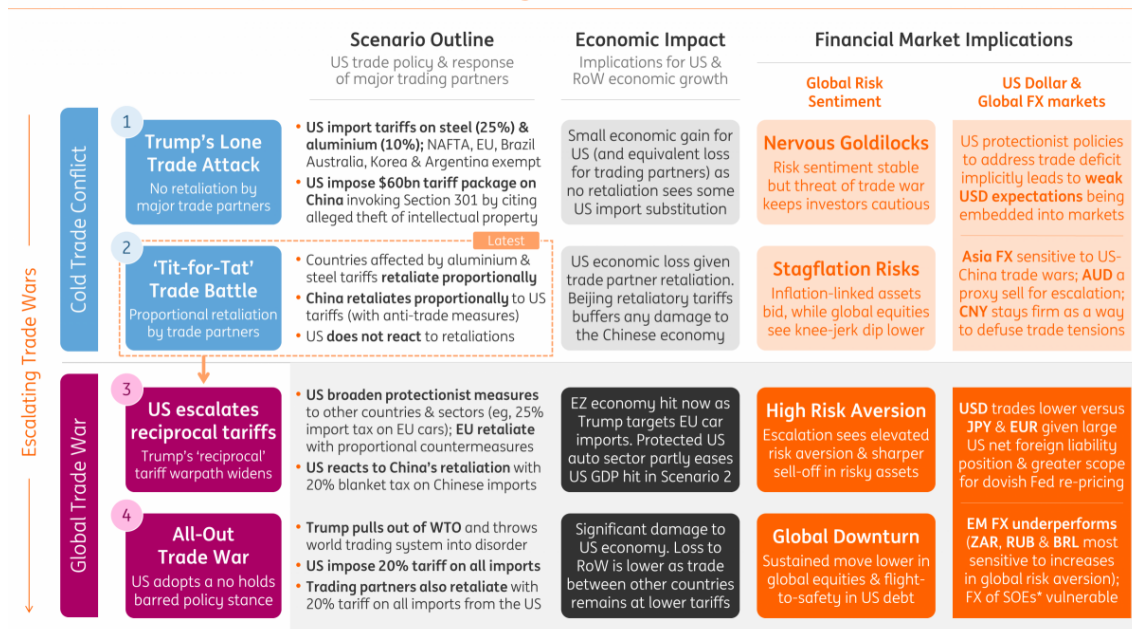 Scenario Outline
US trade policy & response
of major trading partners
Economic Impact
Implications for US &
RoW economic growth
Financial Market Implications
Global Risk
Sentiment
US Dollar &
Global FX markets
Escalating Trade Wars
Cold Trade Conflict
1
Trump's Lone
Trade Attack
No retaliation by
major trade partners
• US import tariffs on steel (25%) &
aluminium (10%); NAFTA, EU, Brazil
Australia, Korea & Argentina exempt
• US impose $60bn tariff package on
China invoking Section 301 by citing
alleged theft of intellectual property
Small economic gain for
US (and equivalent loss
for trading partners) as
no retaliation sees some
US import substitution
Nervous Goldilocks
Risk sentiment stable
but threat of trade war
keeps investors cautious
US protectionist policies
to address trade deficit
implicitly leads to weak
USD expectations being
embedded into markets
Latest
2
'Tit-for-Tat'
Trade Battle
Proportional retaliation
by trade partners
• Countries affected by aluminium &
steel tariffs retaliate proportionally
• China retaliates proportionally to US
tariffs (with anti-trade measures)
• US does not react to retaliations
US economic loss given
trade partner retaliation.
Beijing retaliatory tariffs
buffers any damage to
the Chinese economy
Stagflation Risks
Inflation-linked assets
bid, while global equities
see knee-jerk dip lower
Asia FX sensitive to US-
China trade wars; AUD a
proxy sell for escalation;
CNY stays firm as a way
to defuse trade tensions
Global Trade War
3
US escalates
reciprocal tariffs
Trump's 'reciprocal'
tariff warpath widens
• US broaden protectionist measures
to other countries & sectors (eg, 25%
import tax on EU cars); EU retaliate
with proportional countermeasures
• US reacts to China's retaliation with
20% blanket tax on Chinese imports
EZ economy hit now as
Trump targets EU car
imports. Protected US
auto sector partly eases
US GDP hit in Scenario 2
High Risk Aversion
Escalation sees elevated
risk aversion & sharper
sell-off in risky assets
USD trades lower versus
JPY & EUR given large
US net foreign liability
position & greater scope
for dovish Fed re-pricing
4
All-Out
Trade War
US adopts a no holds
barred policy stance
• Trump pulls out of WTO and throws
world trading system into disorder
• US impose 20% tariff on all imports
• Trading partners also retaliate with
20% tariff on all imports from the US
Significant damage to
US economy. Loss to
RoW is lower as trade
between other countries
remains at lower tariffs
Global Downturn
Sustained move lower in
global equities & flight-
to-safety in US debt
EM FX underperforms
(ZAR, RUB & BRL most
sensitive to increases
in global risk aversion);
FX of SOEs* vulnerable